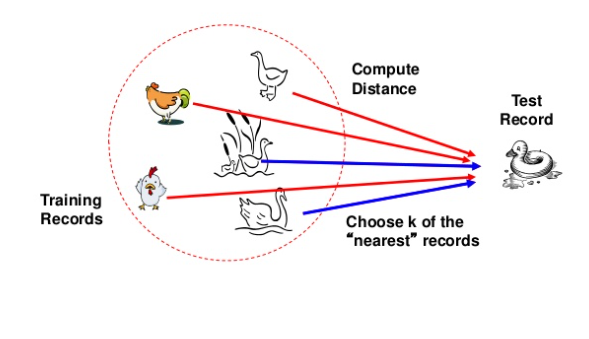 Compute
Distance
Test
Record
Training
Records
Choose k of the
“nearest” records